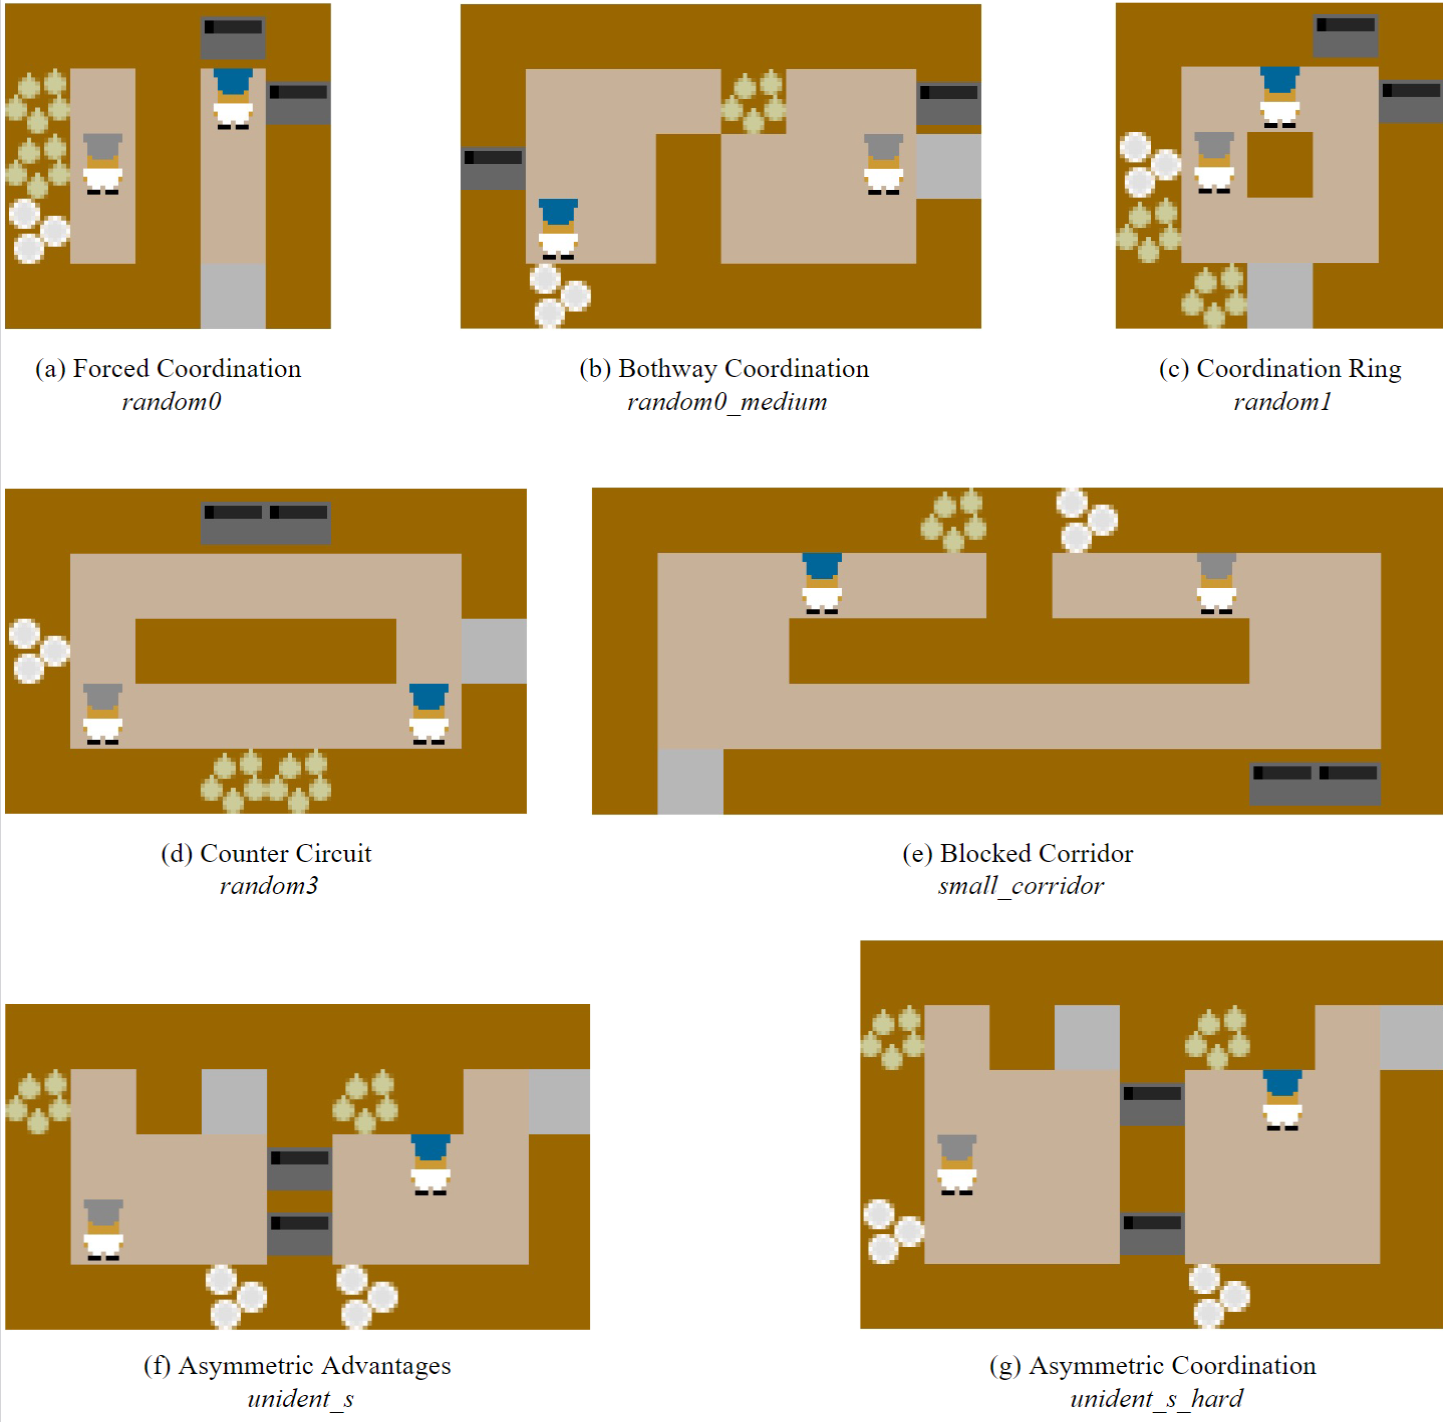 (a) Forced Coordination
random0
(b) Bothway Coordination
random0_medium
(c) Coordination Ring
random1
(d) Counter Circuit
random3
(e) Blocked Corridor
small_corridor
(f) Asymmetric Advantages
unident_s
(g) Asymmetric Coordination
unident_s_hard